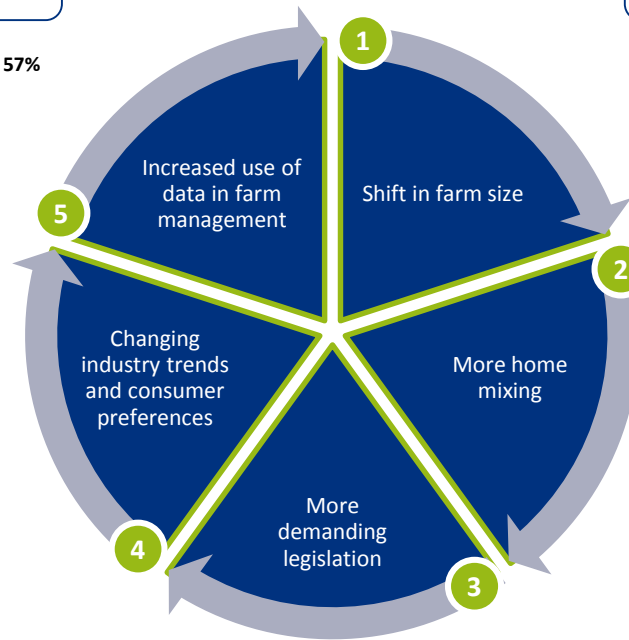 57%
1
Shift in farm size
2
More home
mixing
3
More
demanding
legislation
4
Changing
industry trends
and consumer
preferences
5
Increased use of
data in farm
management